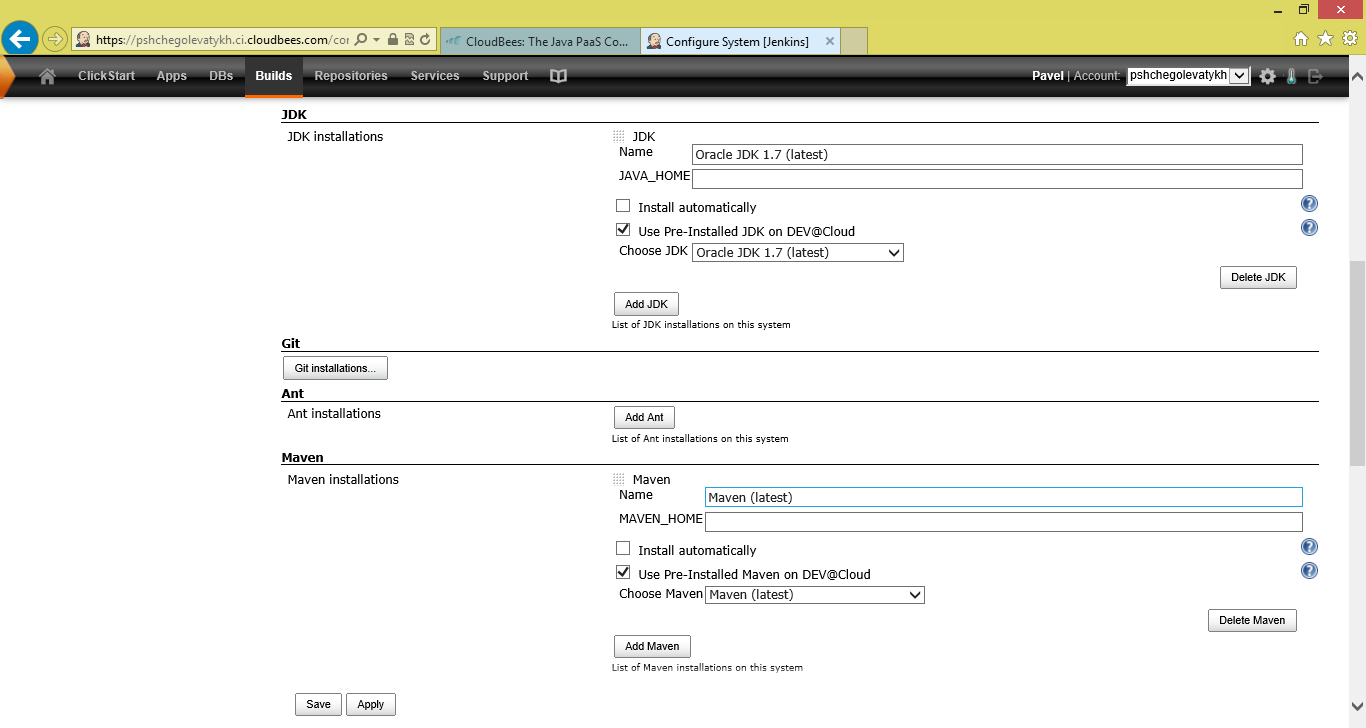 https://pshchegolevatykh.ci.cloudbees.com/cor
CloudBees: The Java PaaS Co...
Configure System [Jenkins]
ClickStart Apps DBs Builds Repositories Services Support
Pavel | Account: pshchegolevatykh
JDK
JDK installations
JDK
Name Oracle JDK 1.7 (latest)
JAVA_HOME
Install automatically
Use Pre-Installed JDK on DEV@Cloud
Choose JDK Oracle JDK 1.7 (latest)
Delete JDK
Add JDK
List of JDK installations on this system
Git
Git installations...
Ant
Ant installations
Add Ant
List of Ant installations on this system
Maven
Maven installations
Maven
Name Maven (latest)
MAVEN_HOME
Install automatically
Use Pre-Installed Maven on DEV@Cloud
Choose Maven Maven (latest)
Delete Maven
Add Maven
List of Maven installations on this system
Save Apply